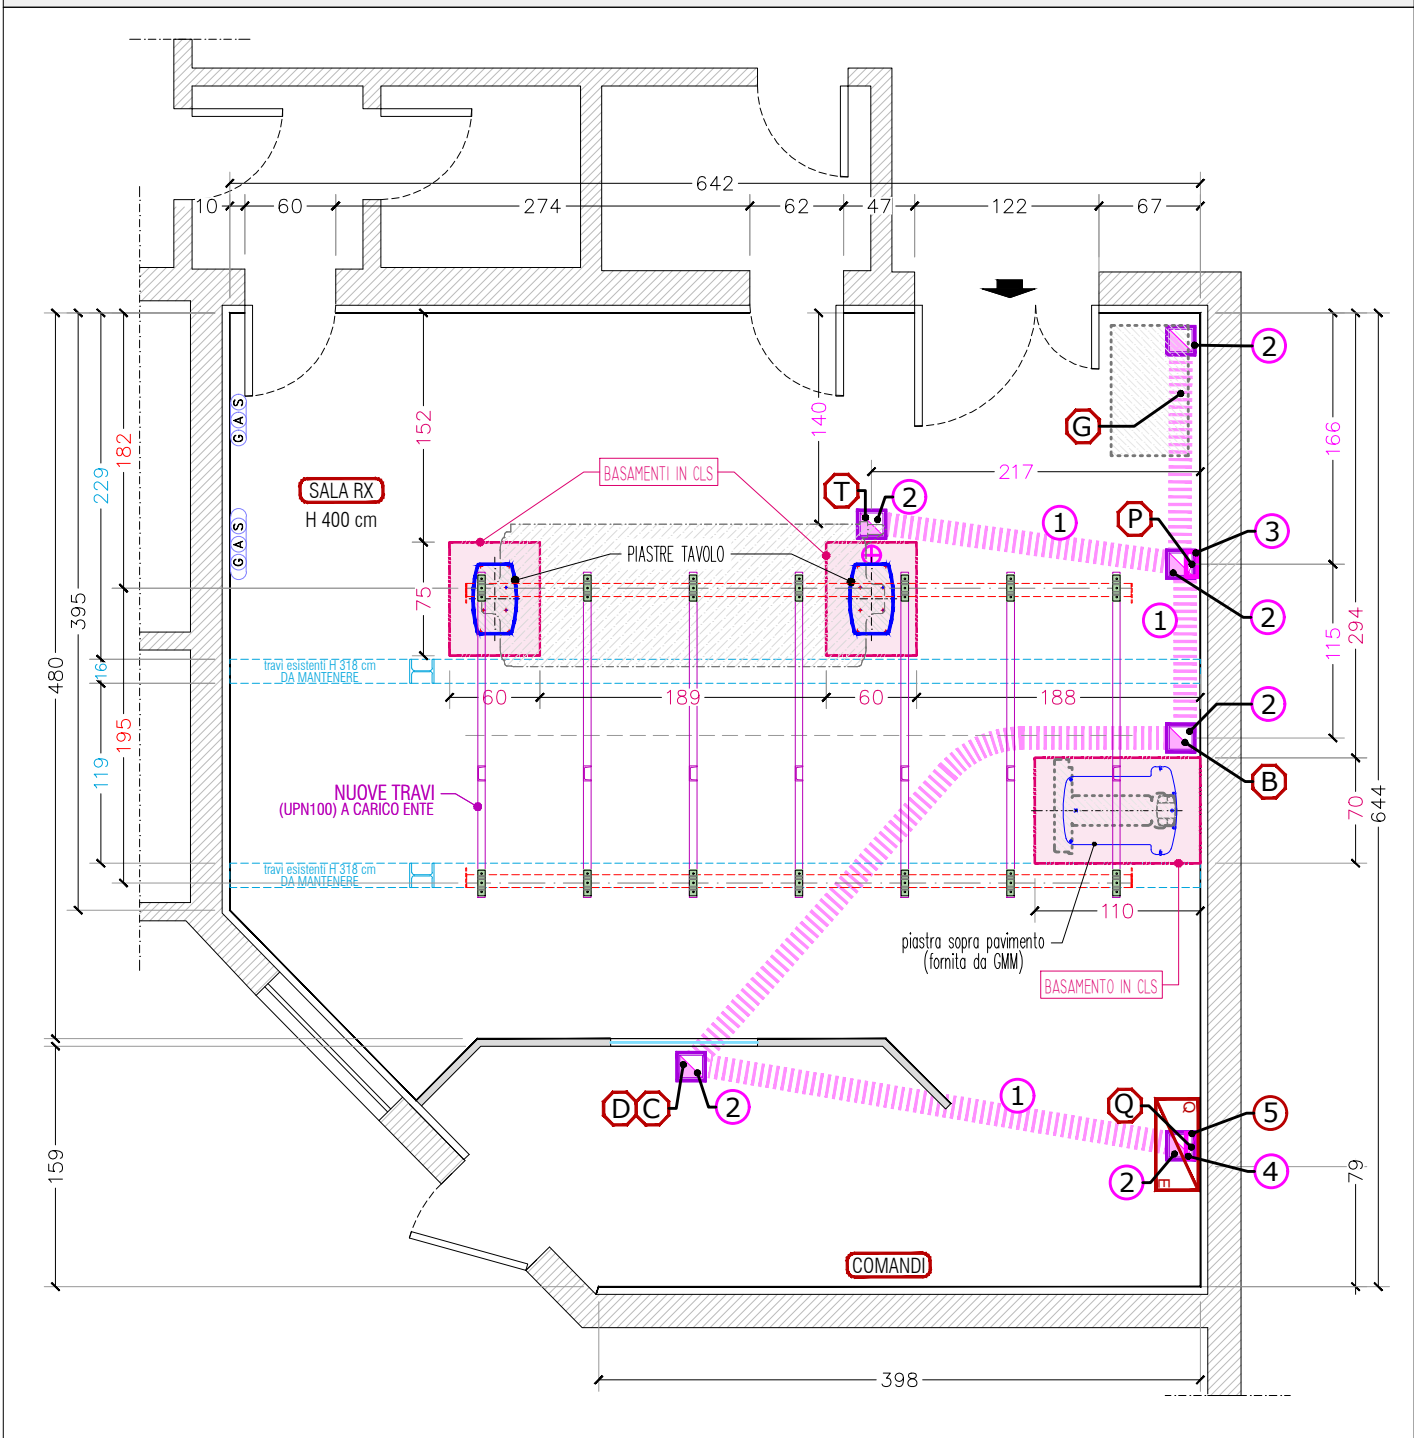 642
10
60
274
62
47
122
67
2
G
G A S
152
140
166
182
229
217
BASAMENTI IN CLS
SALA RX
H 400 cm
T
2
1
P
3
G A S
PIASTRE TAVOLO
395
480
75
1
2
294
115
644
travi esistenti H 318 cm
DA MANTENERE
16
60
189
60
188
2
195
119
B
NUOVE TRAVI
(UPN100) A CARICO ENTE
70
travi esistenti H 318 cm
DA MANTENERE
110
piastra sopra pavimento
(fornita da GMM)
BASAMENTO IN CLS
D
C
2
1
Q
Q
5
4
2
E
159
79
COMANDI
398